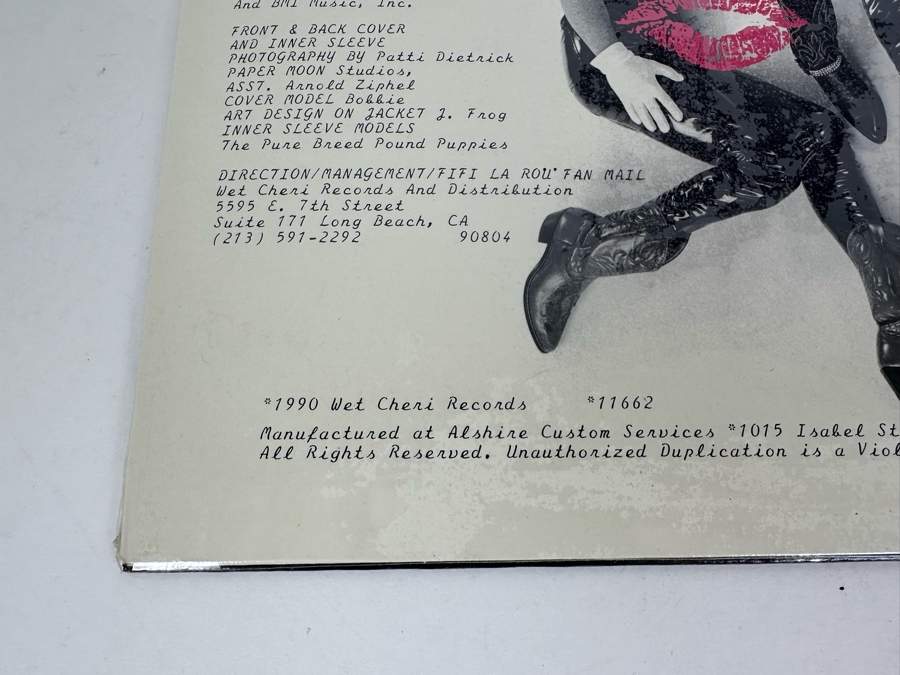 And BMI Music, Inc.
FRONT & BACK COVER
AND INNER SLEEVE
PHOTOGRAPHY By Patti Dietrick
PAPER MOON Studios,
ASST. Arnold Ziphel
COVER MODEL Bobbie
ART DESIGN ON JACKET J. Frog
INNER SLEEVE MODELS
The Pure Breed Pound Puppies
DIRECTION/MANAGEMENT/FIFI LA ROU' FAN MAIL
Wet Cheri Records And Distribution
5595 E. 7th Street
Suite 171 Long Beach, CA
(213) 591-2292 90804
*1990 Wet Cheri Records *11662
Manufactured at Alshire Custom Services *1015 Isabel St
All Rights Reserved. Unauthorized Duplication is a Viol